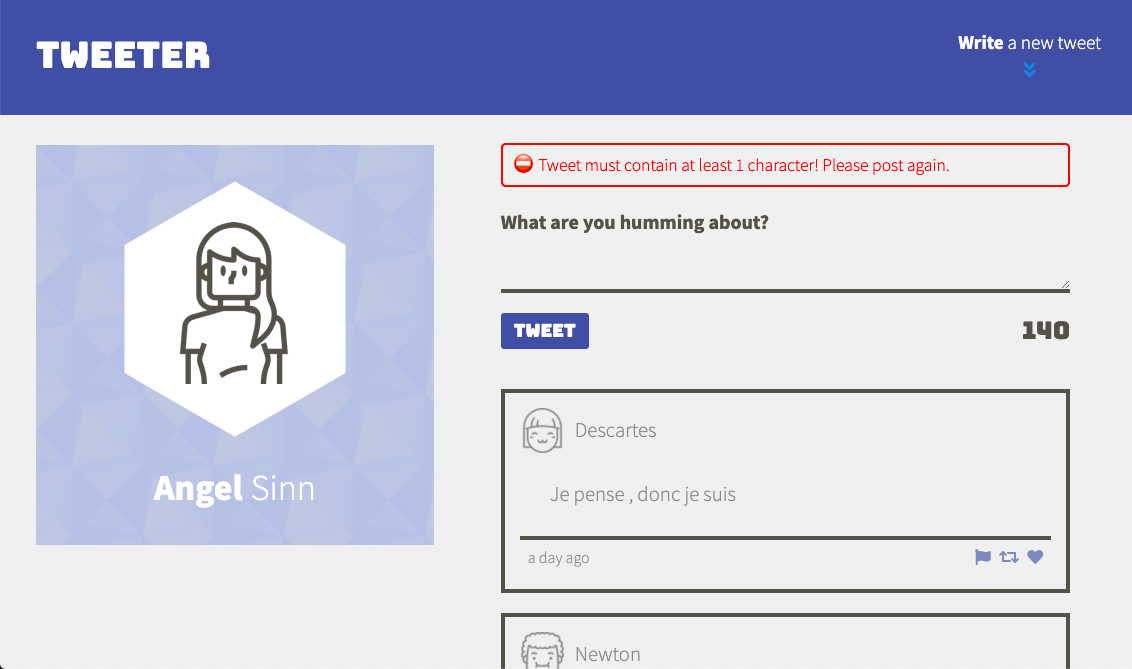 TWEETER
Write a new tweet
Angel Sinn
Tweet must contain at least 1 character! Please post again.
What are you humming about?
TWEET
140
Descartes
Je pense , donc je suis
a day ago
Newton